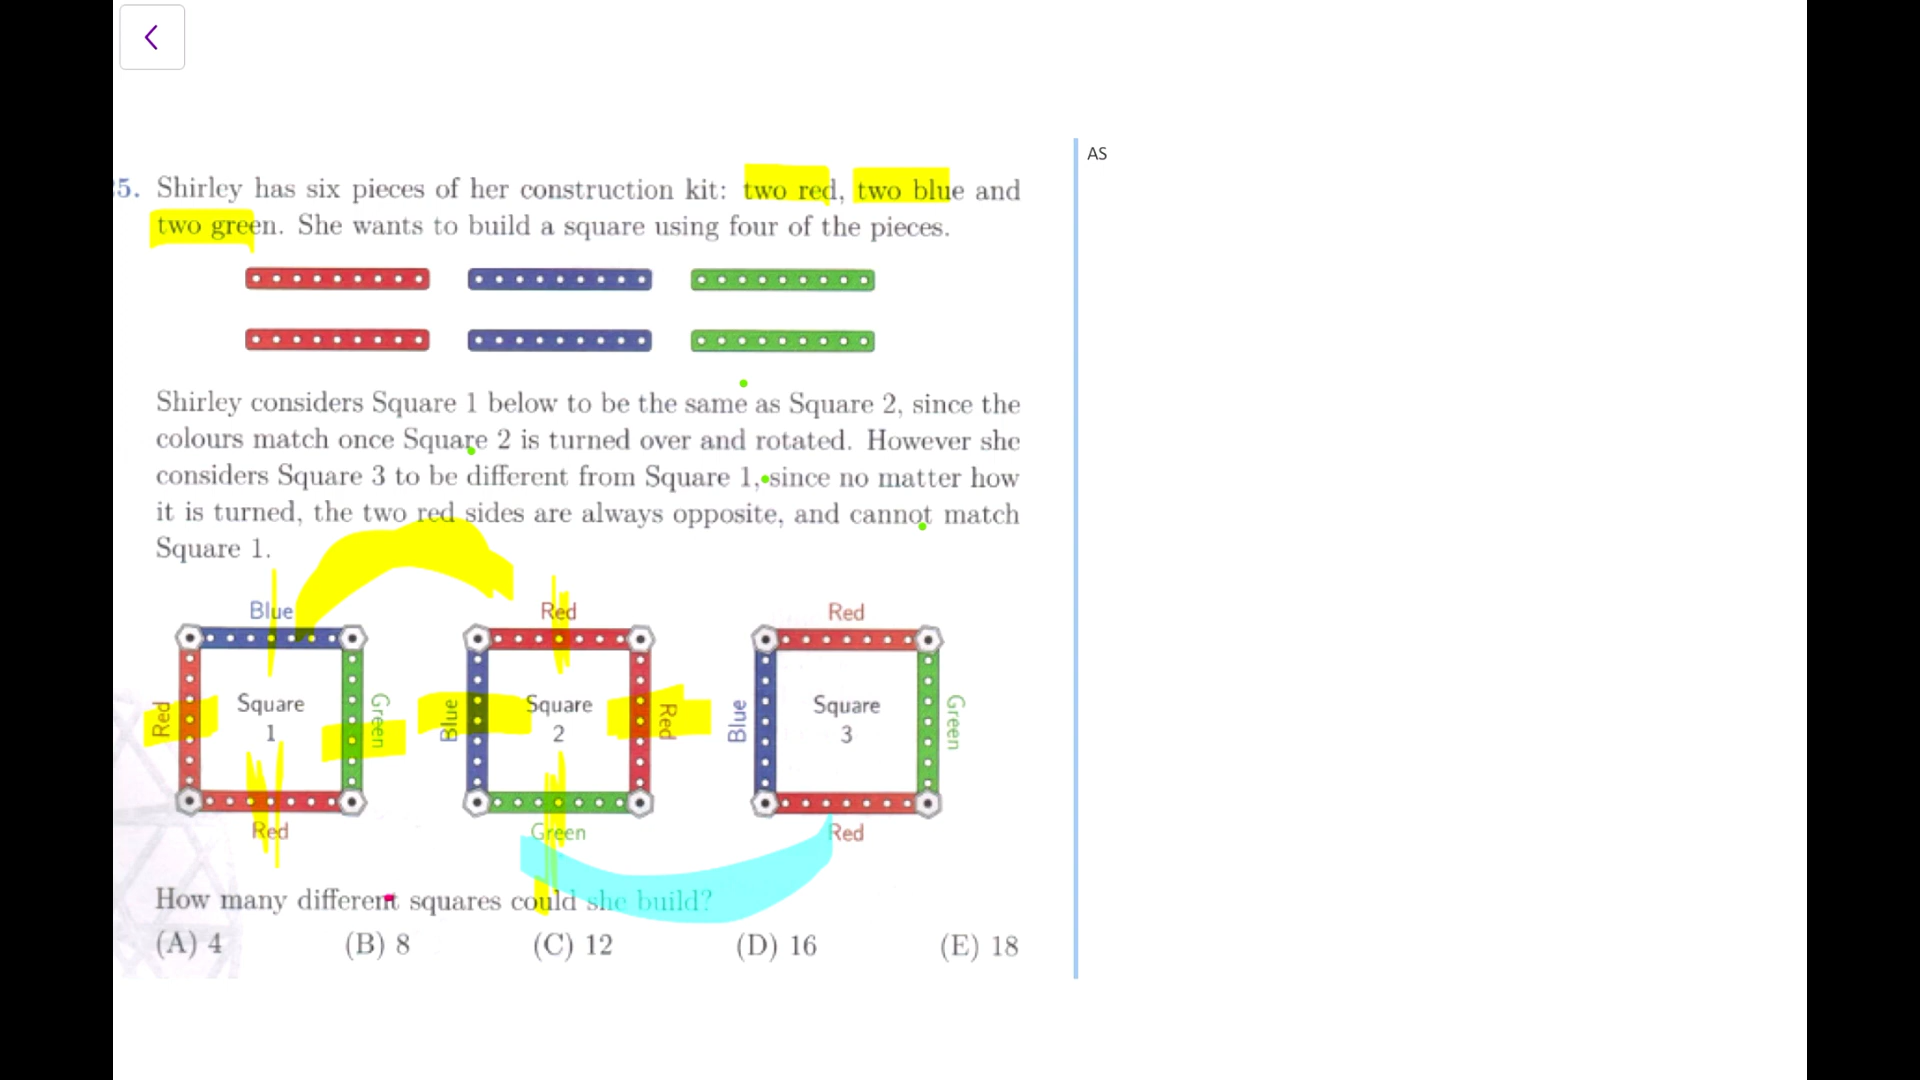 AS
5. Shirley has six pieces of her construction kit: two red, two blue and
two green. She wants to build a square using four of the pieces.
Shirley considers Square 1 below to be the same as Square 2, since the
colours match once Square 2 is turned over and rotated. However she
considers Square 3 to be different from Square 1, since no matter how
it is turned, the two red sides are always opposite, and cannot match
Square 1.
Blue
Red
Square
1
Green
Red
Red
Blue
Square
2
Red
Green
Red
Blue
Square
3
Green
Red
How many different squares could she build?
(A) 4 (B) 8 (C) 12 (D) 16 (E) 18